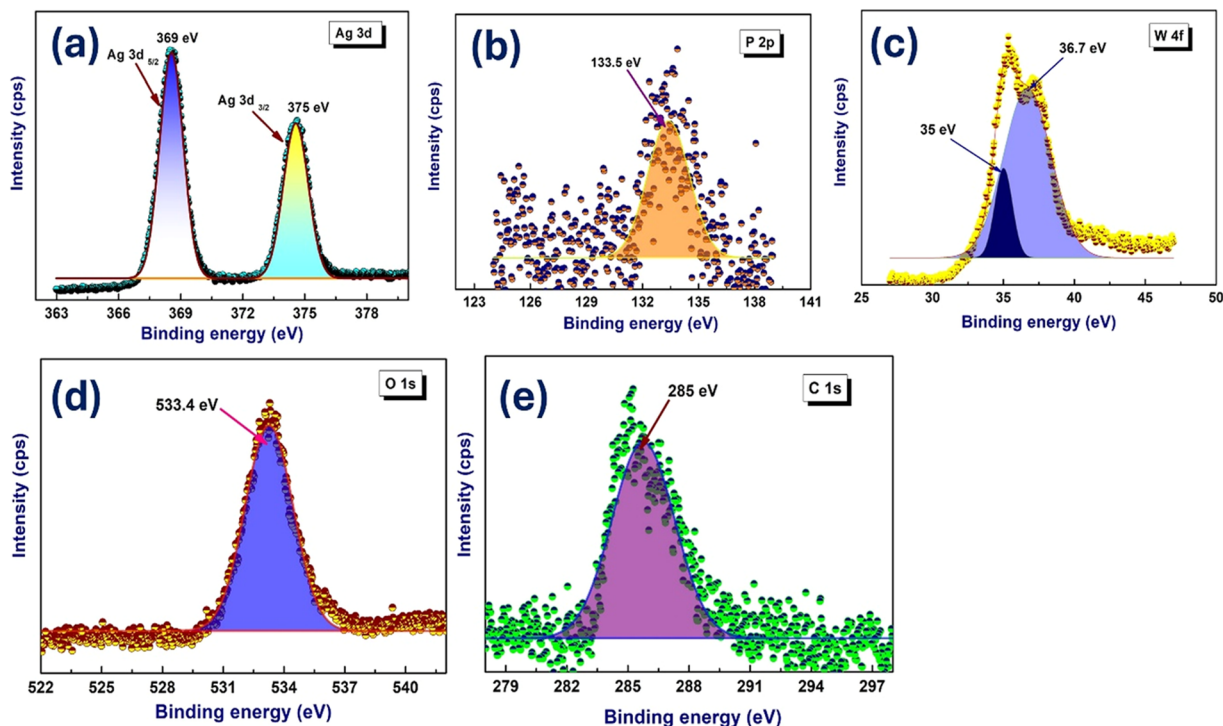 (a)
369 eV
Ag 3d
Ag 3d 5/2
375 eV
Ag 3d 3/2
Intensity (cps)
363 366 369 372 375 378
Binding energy (eV)
(b)
P 2p
133.5 eV
Intensity (cps)
123 126 129 132 135 138 141
Binding energy (eV)
(c)
W 4f
36.7 eV
35 eV
Intensity (cps)
25 30 35 40 45 50
Binding energy (eV)
(d)
O 1s
533.4 eV
Intensity (cps)
522 525 528 531 534 537 540
Binding energy (eV)
(e)
C 1s
285 eV
Intensity (cps)
279 282 285 288 291 294 297
Binding energy (eV)